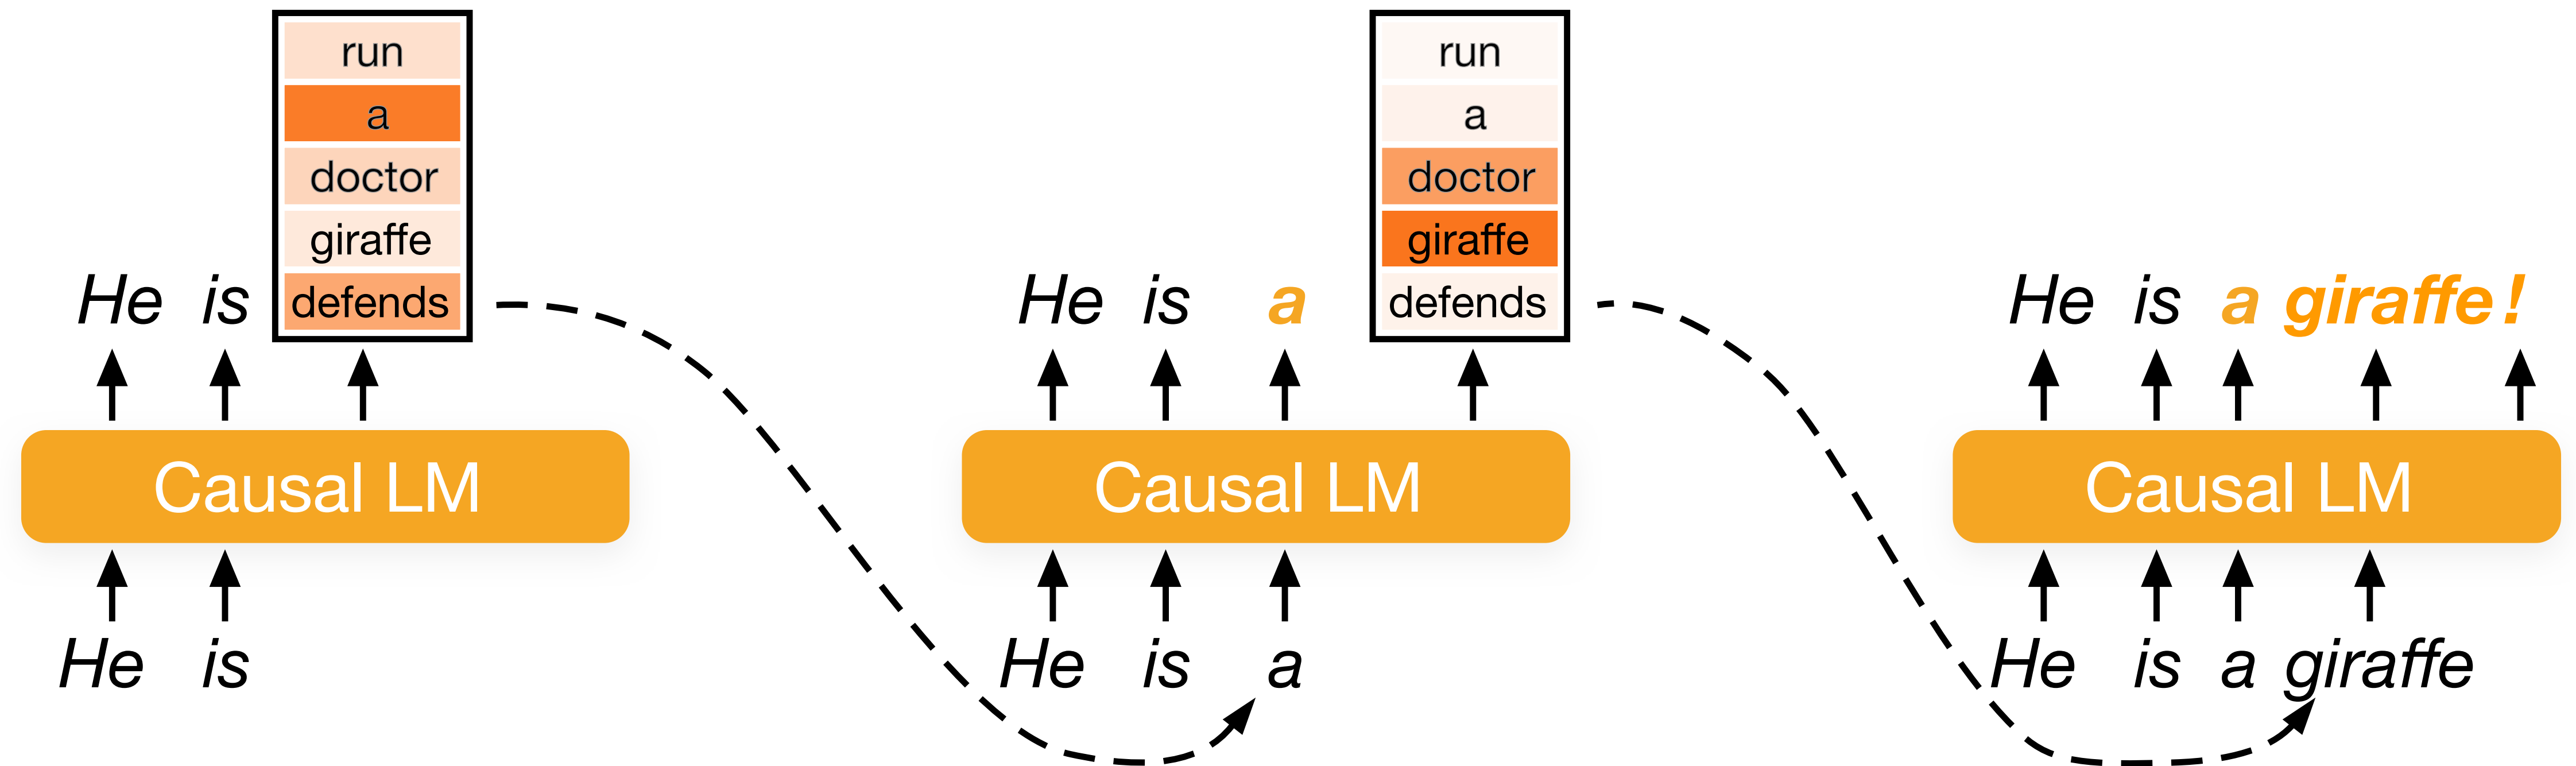 run
a
doctor
giraffe
defends
He is
Causal LM
He is
run
a
doctor
giraffe
defends
He is a
Causal LM
He is a
He is a giraffe!
Causal LM
He is a giraffe